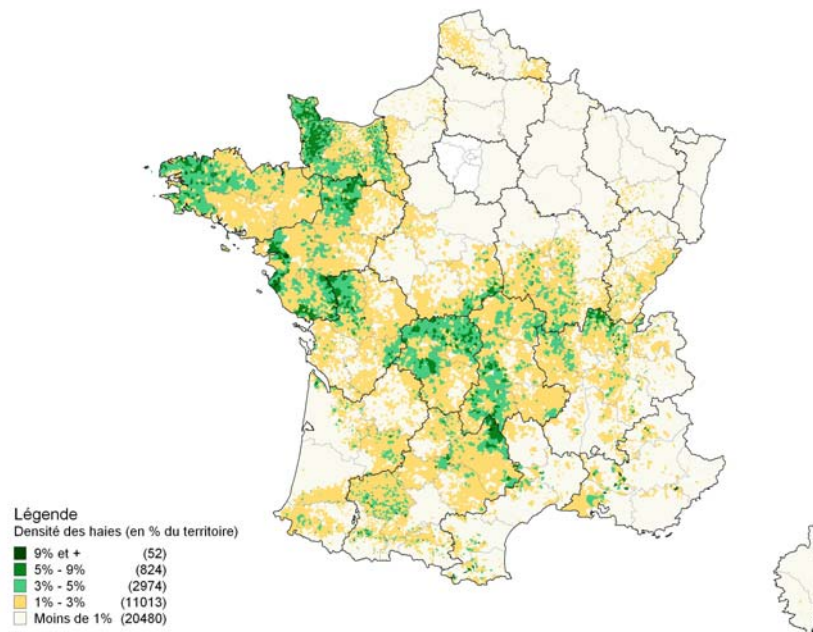 Légende
Densité des haies (en % du territoire)
9% et + (52)
5% - 9% (824)
3% - 5% (2974)
1% - 3% (11013)
Moins de 1% (20480)